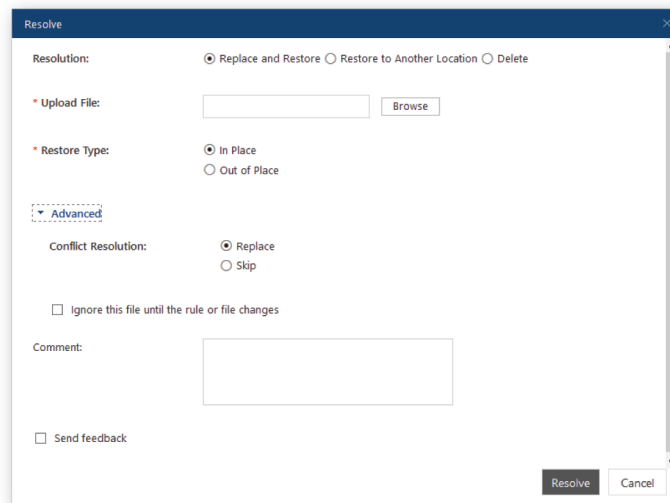 Resolve
Resolution: Replace and Restore Restore to Another Location Delete
* Upload File: Browse
* Restore Type: In Place
Out of Place
Advanced
Conflict Resolution: Replace
Skip
Ignore this file until the rule or file changes
Comment:
Send feedback
Resolve Cancel